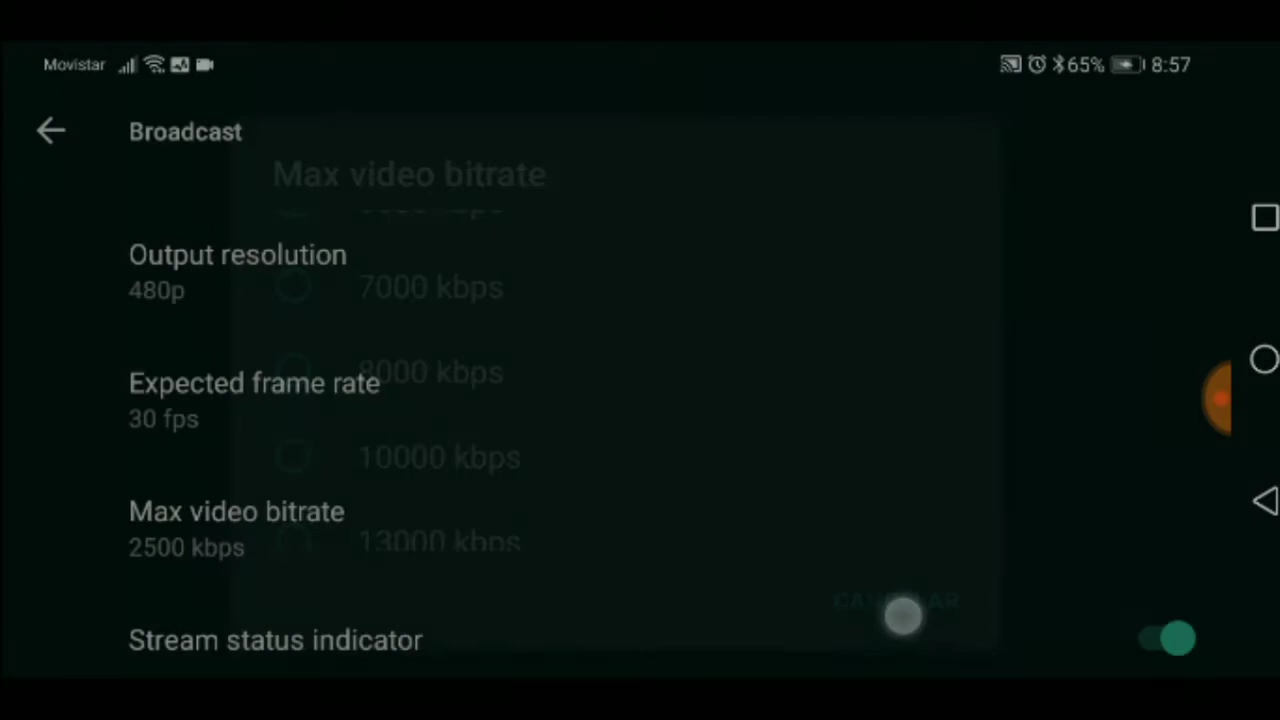 Movistar 65% 8:57
Broadcast
Max video bitrate
Output resolution
480p
7000 kbps
8000 kbps
Expected frame rate
30 fps
10000 kbps
Max video bitrate
2500 kbps
13000 kbps
Stream status indicator